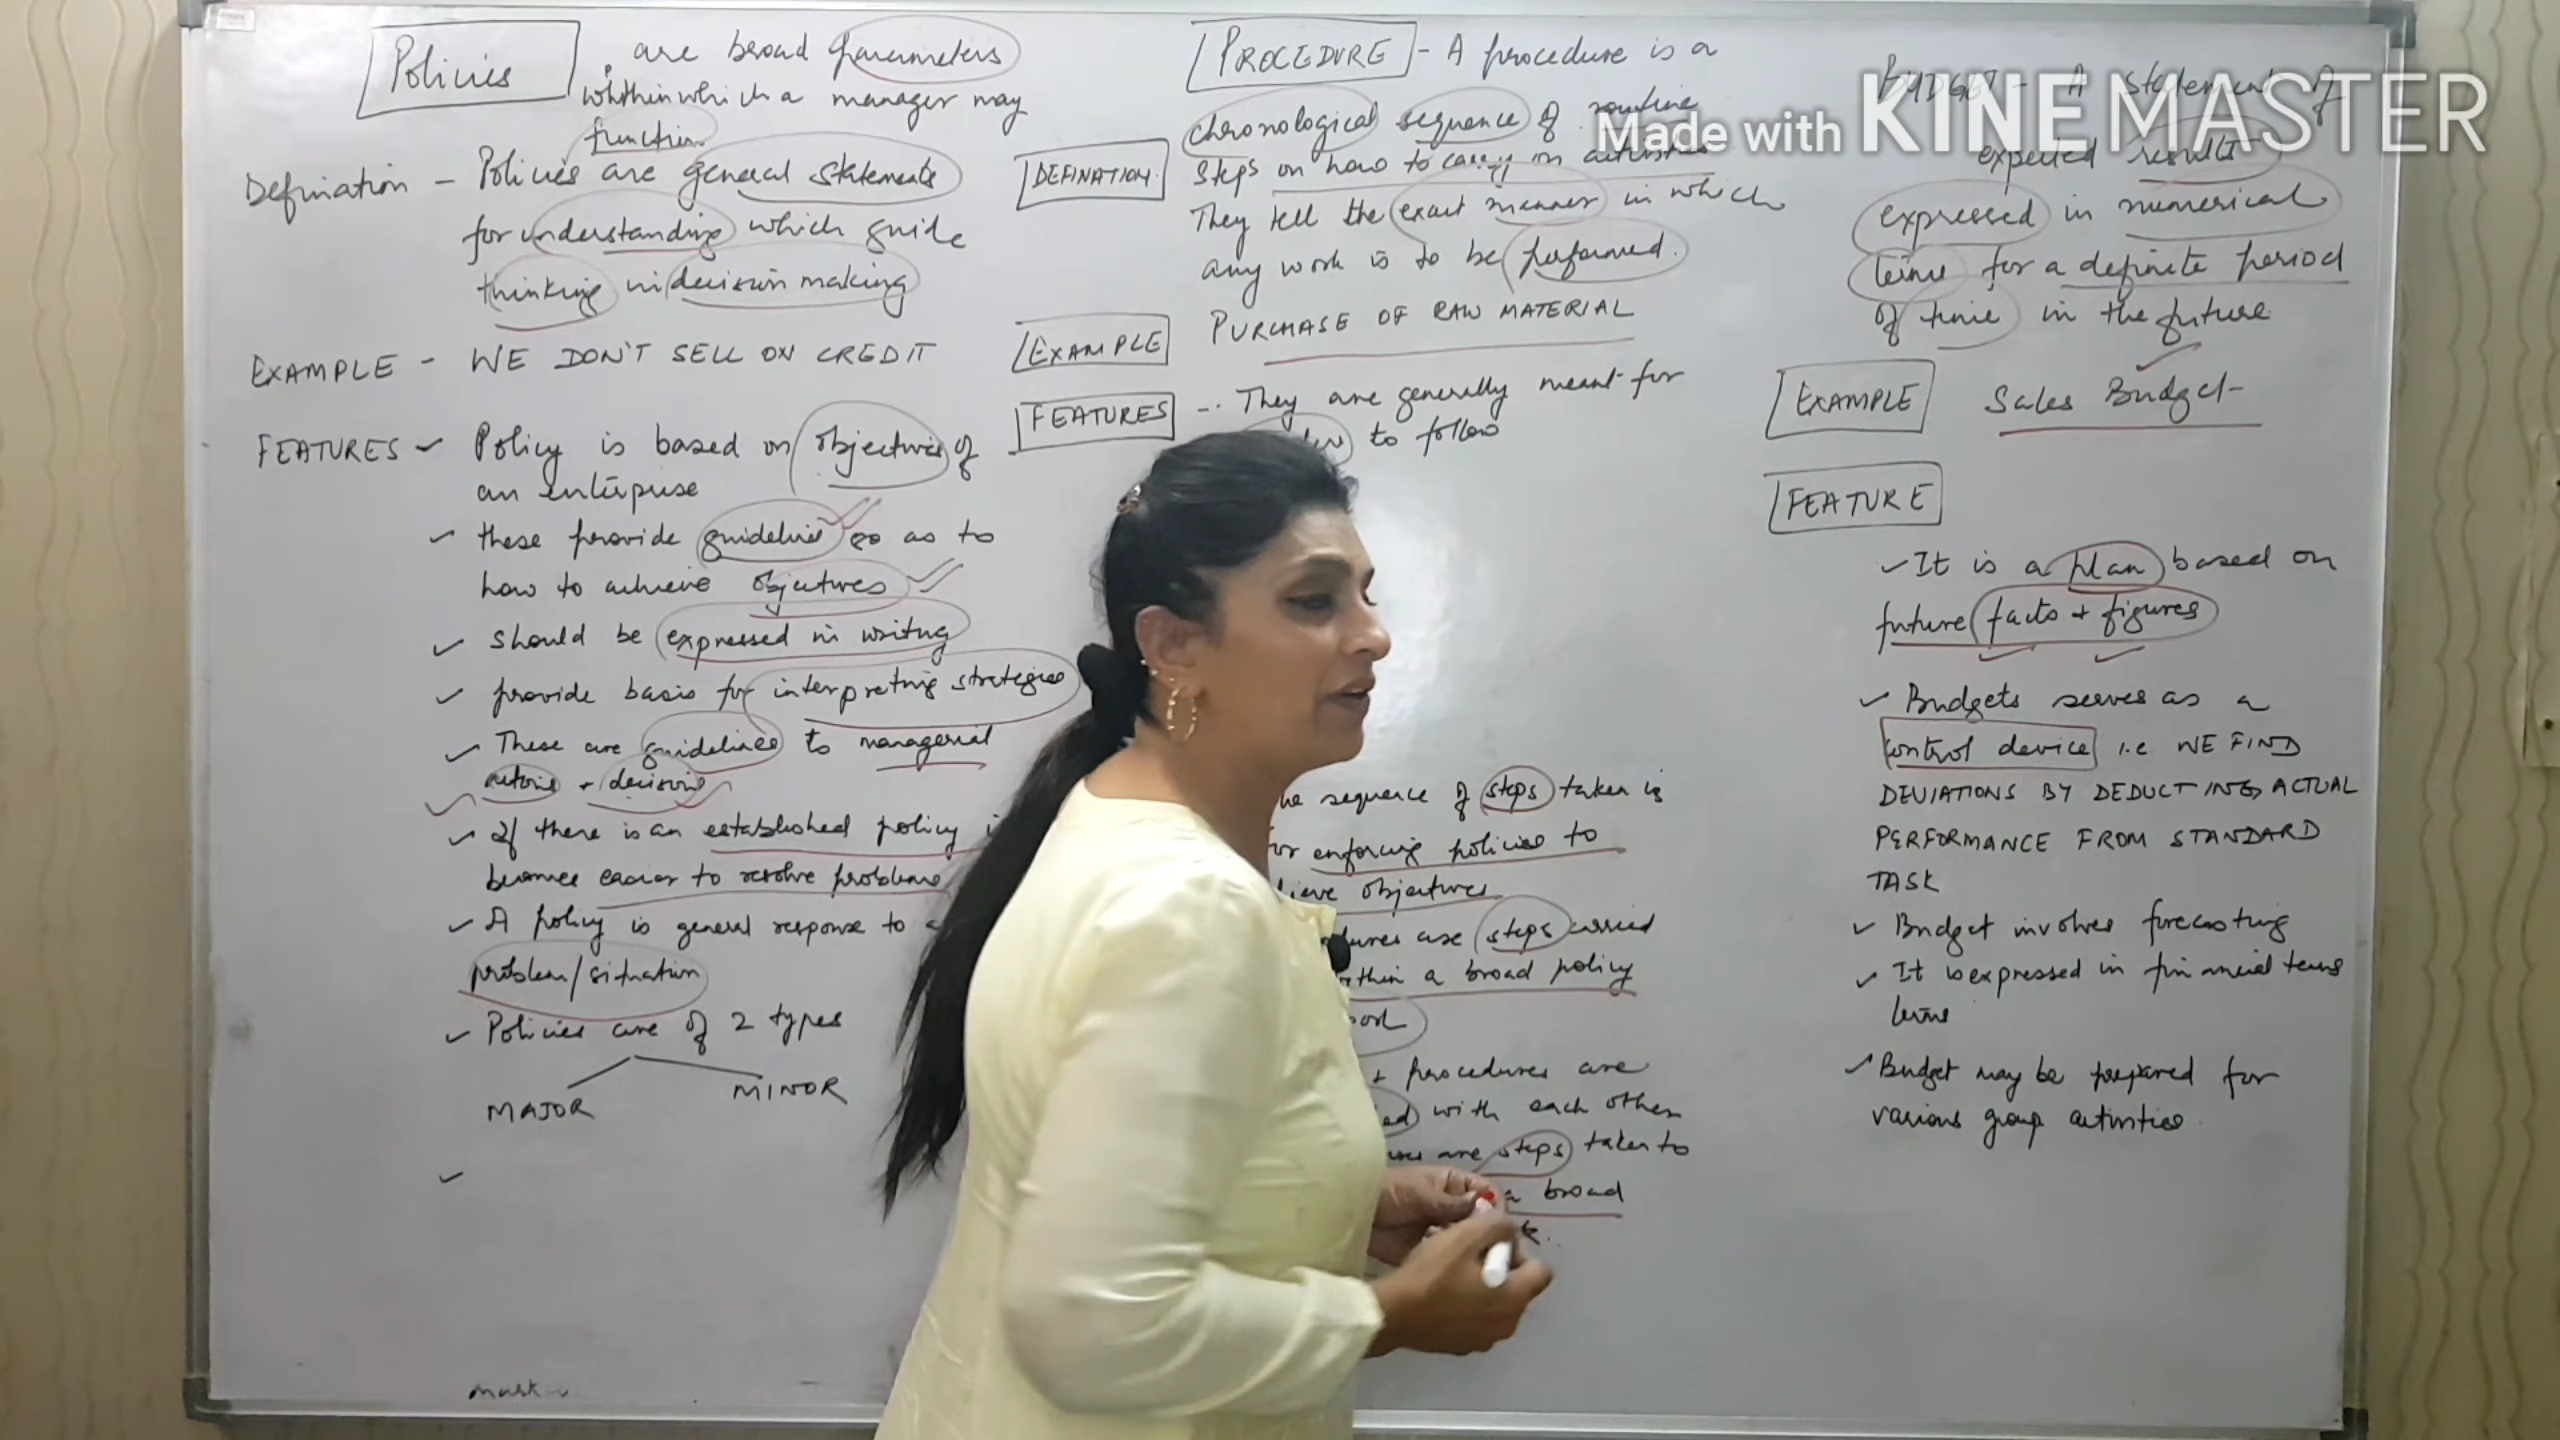 Policies
are broad parameters
whithin which a manager may
function
Defination - Policies are general statements
for understanding which guide
thinking in decision making
EXAMPLE - WE DON'T SELL ON CREDIT
FEATURES - Policy is based on objectives of
an enterprise
these provide guideline so as to
how to achieve objectives
should be expressed in writing
provide basis for interpreting strategies
These are guidelines to managerial
actions + decisions
If there is an established policy
becomes easier to resolve problems
A policy is general response to a
problem/situation
Policies are of 2 types
MAJOR MINOR
PROCEDURE - A procedure is a
chronological sequence of routine
DEFINATION
steps on how to carry on activities
They tell the exact manner in which
any work is to be performed.
EXAMPLE
PURCHASE OF RAW MATERIAL
FEATURES - They are generally meant for
to follow
sequence of steps taken is
enforcing policies to
objectives
are steps carried
within a broad policy
+ procedures are
with each other
are steps taken to
a broad
BUDGET - A statement of
expected results
expressed in numerical
terms for a definite period
of time in the future
EXAMPLE Sales Budget
FEATURE
It is a plan based on
future facts + figures
Budgets serves as a
control device i.e WE FIND
DEVIATIONS BY DEDUCTING ACTUAL
PERFORMANCE FROM STANDARD
TASK
Budget involves forecasting
It is expressed in financial terms
terms
Budget may be prepared for
various group activities.
Made with KINEMASTER